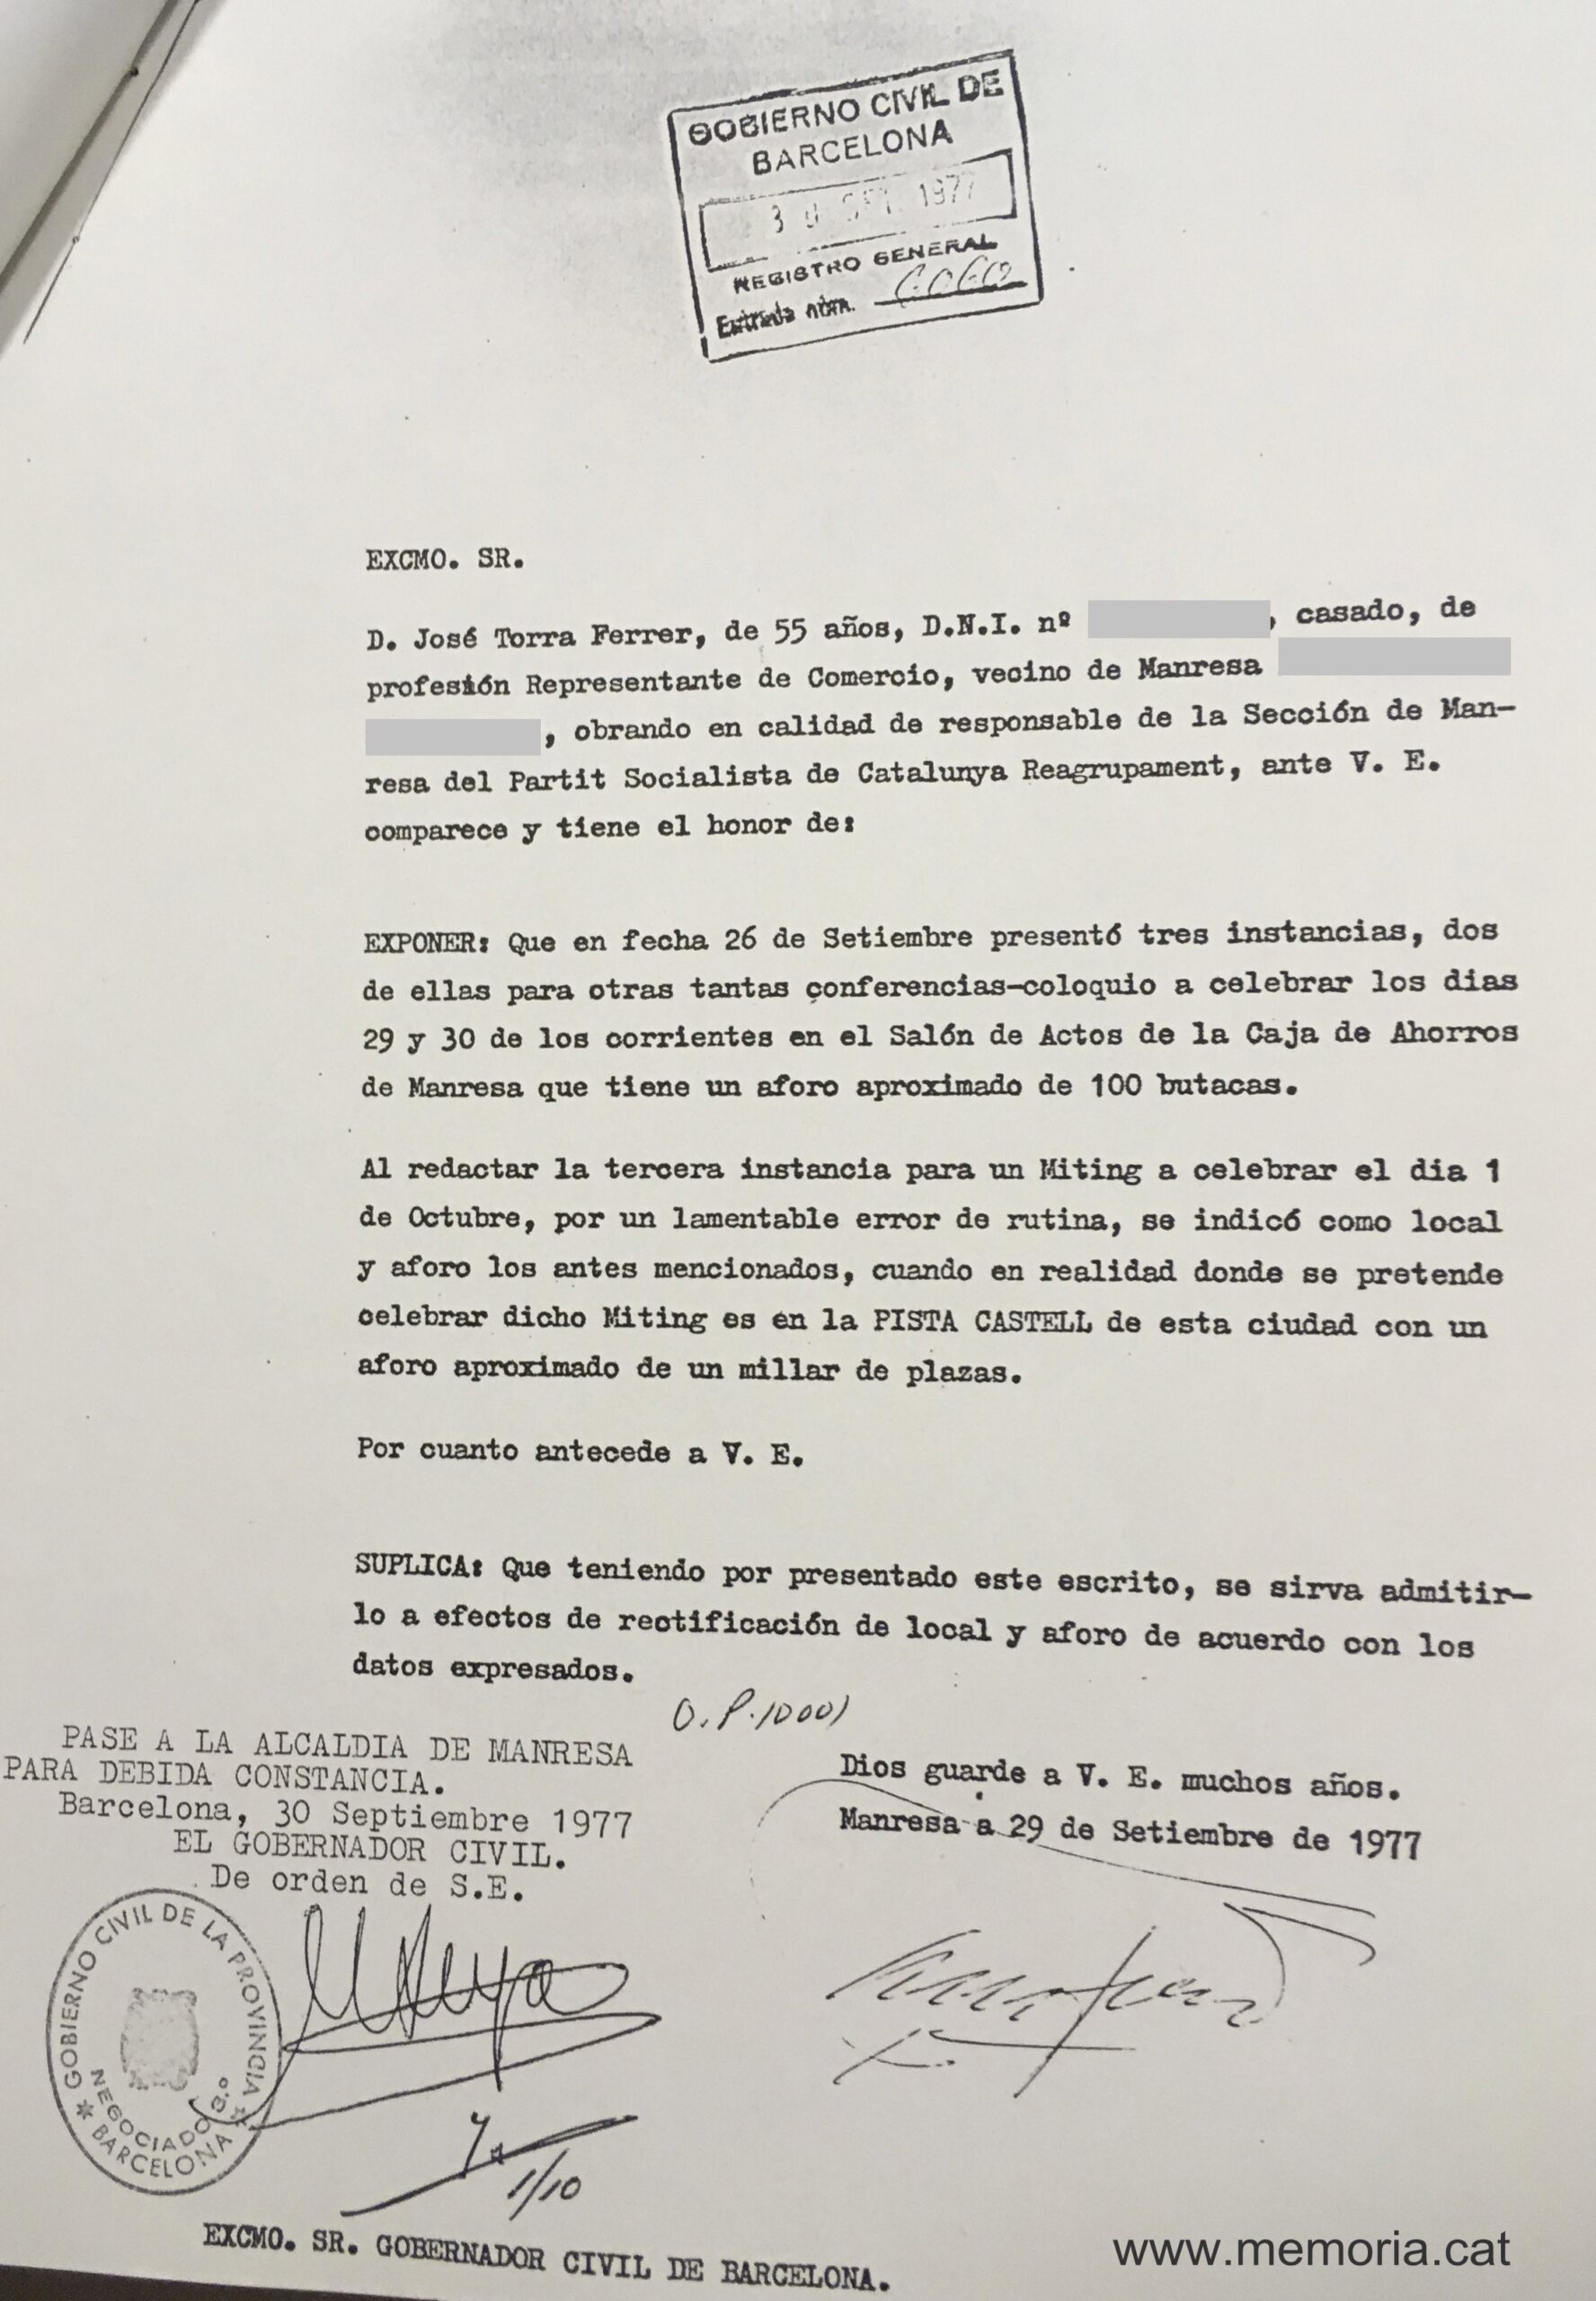 GOBIERNO CIVIL DE
BARCELONA
3 0 SET. 1977
REGISTRO GENERAL
Entrada núm.
EXCMO. SR.
D. José Torra Ferrer, de 55 años, D.N.I. nº , casado, de
profesión Representante de Comercio, vecino de Manresa
, obrando en calidad de responsable de la Sección de Man-
resa del Partit Socialista de Catalunya Reagrupament, ante V. E.
comparece y tiene el honor de:
EXPONER: Que en fecha 26 de Setiembre presentó tres instancias, dos
de ellas para otras tantas conferencias-coloquio a celebrar los dias
29 y 30 de los corrientes en el Salón de Actos de la Caja de Ahorros
de Manresa que tiene un aforo aproximado de 100 butacas.
Al redactar la tercera instancia para un Miting a celebrar el dia 1
de Octubre, por un lamentable error de rutina, se indicó como local
y aforo los antes mencionados, cuando en realidad donde se pretende
celebrar dicho Miting es en la PISTA CASTELL de esta ciudad con un
aforo aproximado de un millar de plazas.
Por cuanto antecede a V. E.
SUPLICA: Que teniendo por presentado este escrito, se sirva admitir-
lo a efectos de rectificación de local y aforo de acuerdo con los
datos expresados.
O.P. 1000)
PASE A LA ALCALDIA DE MANRESA
PARA DEBIDA CONSTANCIA.
Barcelona, 30 Septiembre 1977
EL GOBERNADOR CIVIL.
De orden de S.E.
Dios guarde a V. E. muchos años.
Manresa a 29 de Setiembre de 1977
GOBIERNO CIVIL DE LA PROVINCIA
NEGOCIADO 3.º
* BARCELONA *
1/10
EXCMO. SR. GOBERNADOR CIVIL DE BARCELONA.
www.memoria.cat